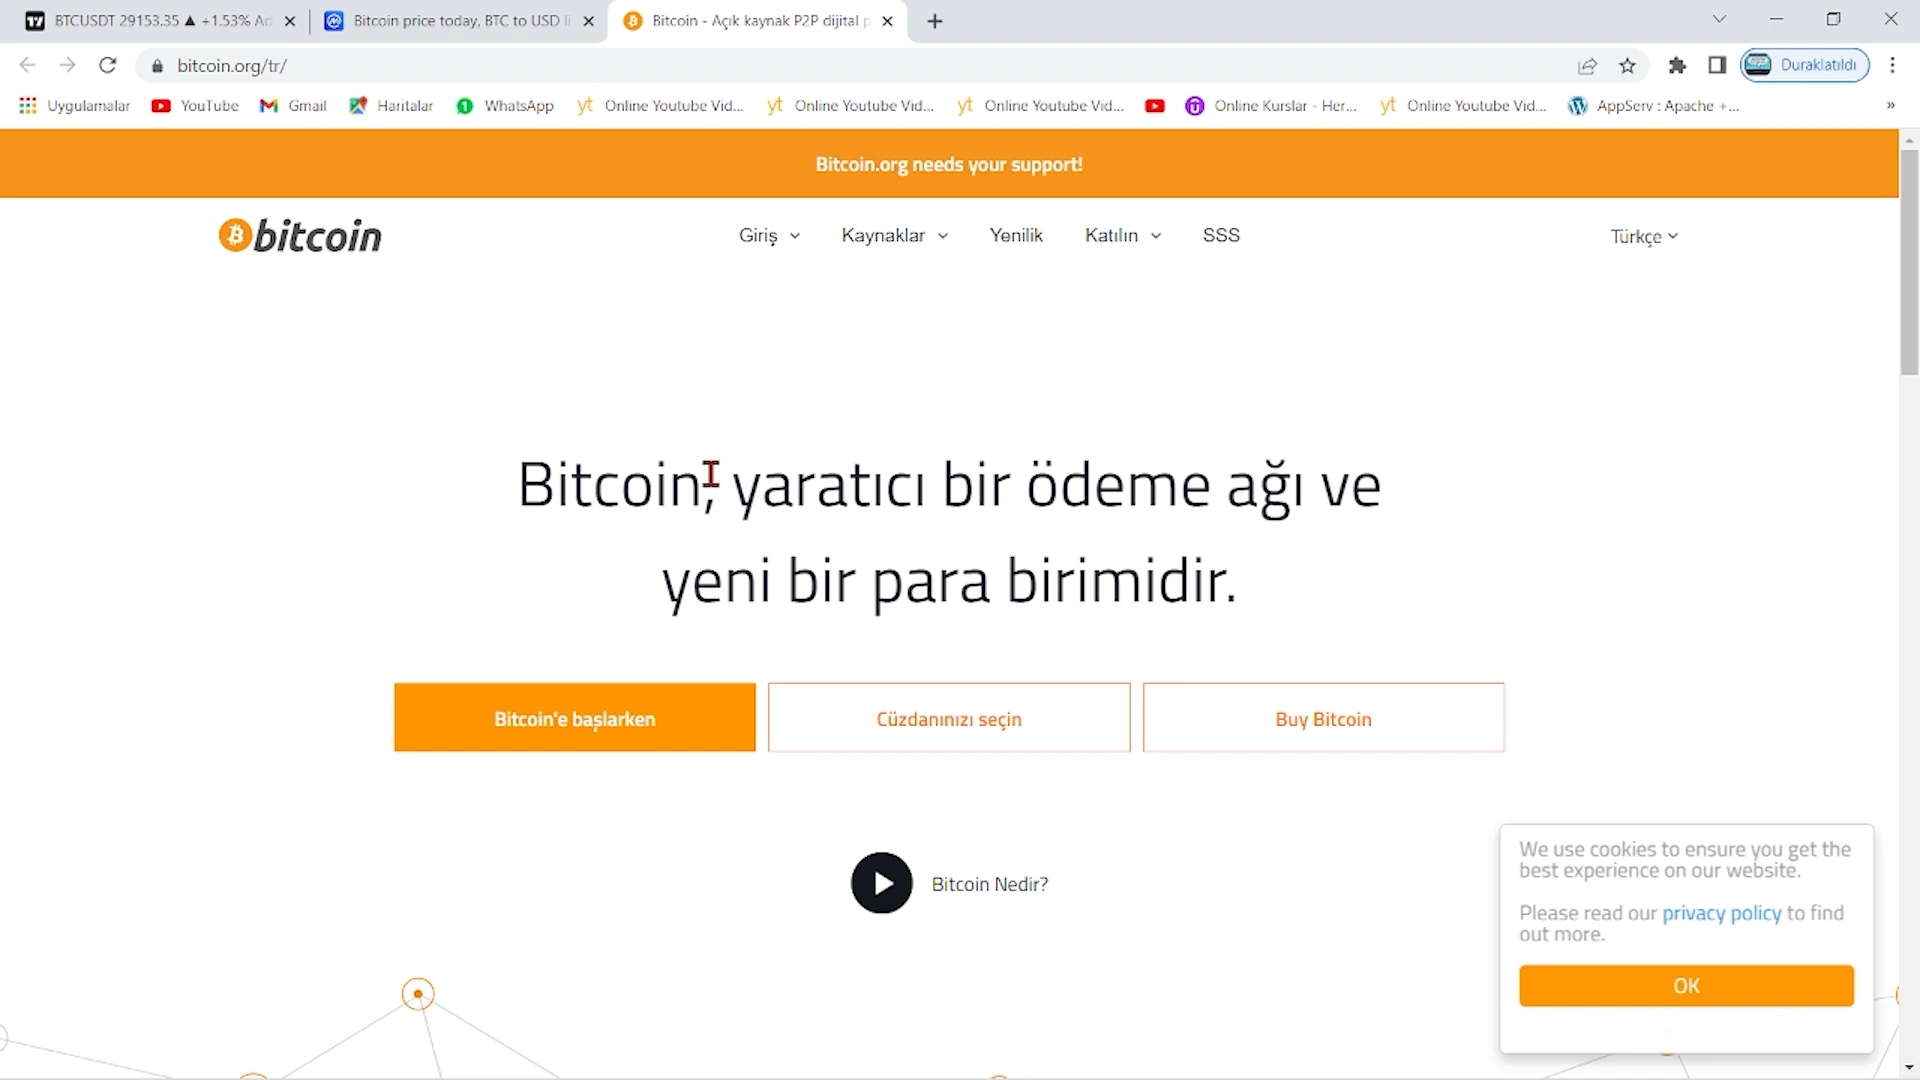 BTCUSDT 29153.35 ▲ +1.53%
Bitcoin price today, BTC to USD
Bitcoin - Açık kaynak P2P dijital
bitcoin.org/tr/
Duraklatıldı
Uygulamalar
YouTube
Gmail
Haritalar
WhatsApp
Online Youtube Vid...
Online Youtube Vid...
Online Youtube Vid...
Online Kurslar - Her...
Online Youtube Vid...
AppServ : Apache +...
»
Bitcoin.org needs your support!
bitcoin
Giriş
Kaynaklar
Yenilik
Katılın
SSS
Türkçe
Bitcoin, yaratıcı bir ödeme ağı ve
yeni bir para birimidir.
Bitcoin'e başlarken
Cüzdanınızı seçin
Buy Bitcoin
Bitcoin Nedir?
We use cookies to ensure you get the
best experience on our website.
Please read our privacy policy to find
out more.
OK